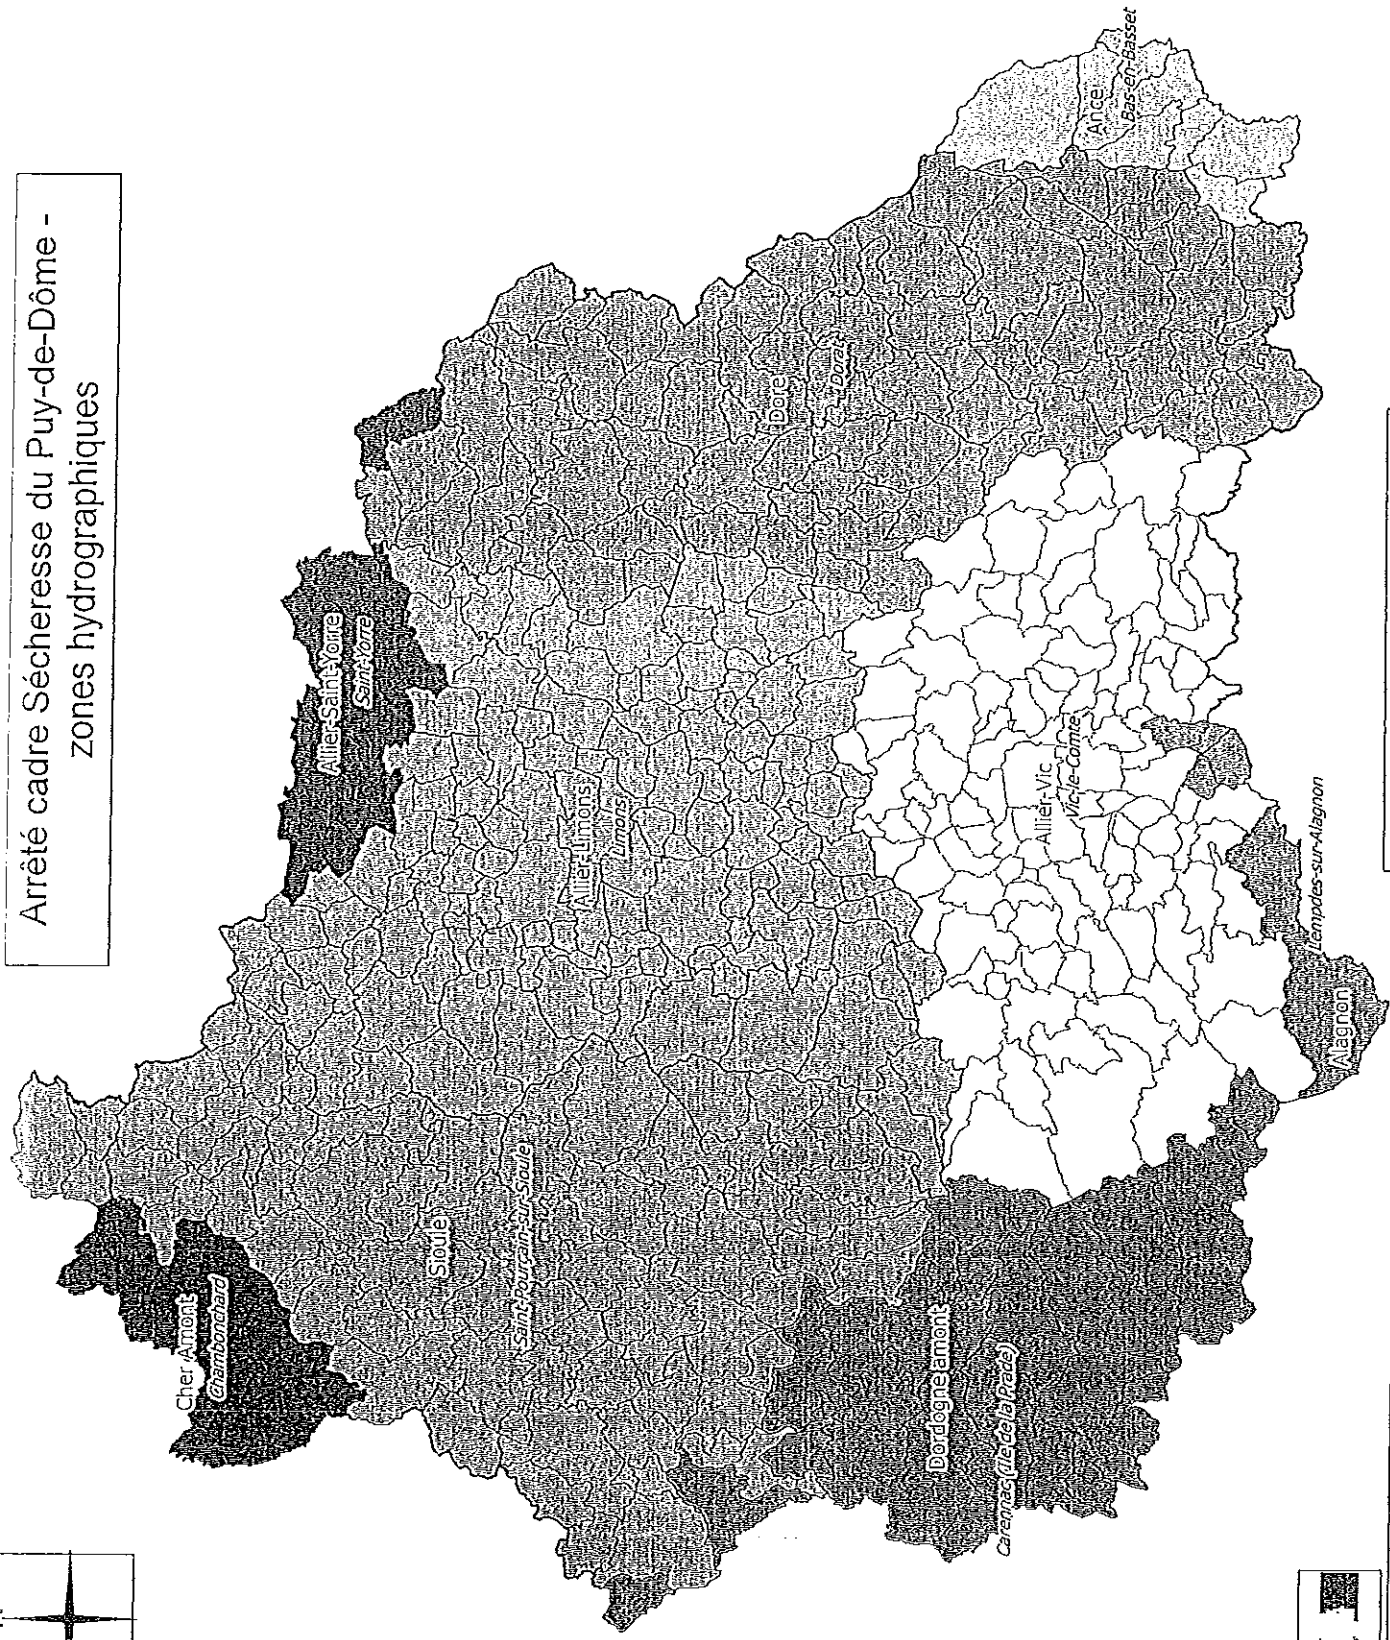 Arrêté cadre Sécheresse du Puy-de-Dôme -
zones hydrographiques
Cher Amont
Chambonchard
Allier-Saint-Yorre
Saint-Yorre
Sioule
Saint-Pourçain-sur-Sioule
Allier-Limons
Limons
Dore
Dorat
Ance
Bas-en-Basset
Dordogne amont
Carennac (Ile de la Prade)
Allier-Vic
Vic-le-Comte
Lempdes-sur-Alagnon
Alagnon